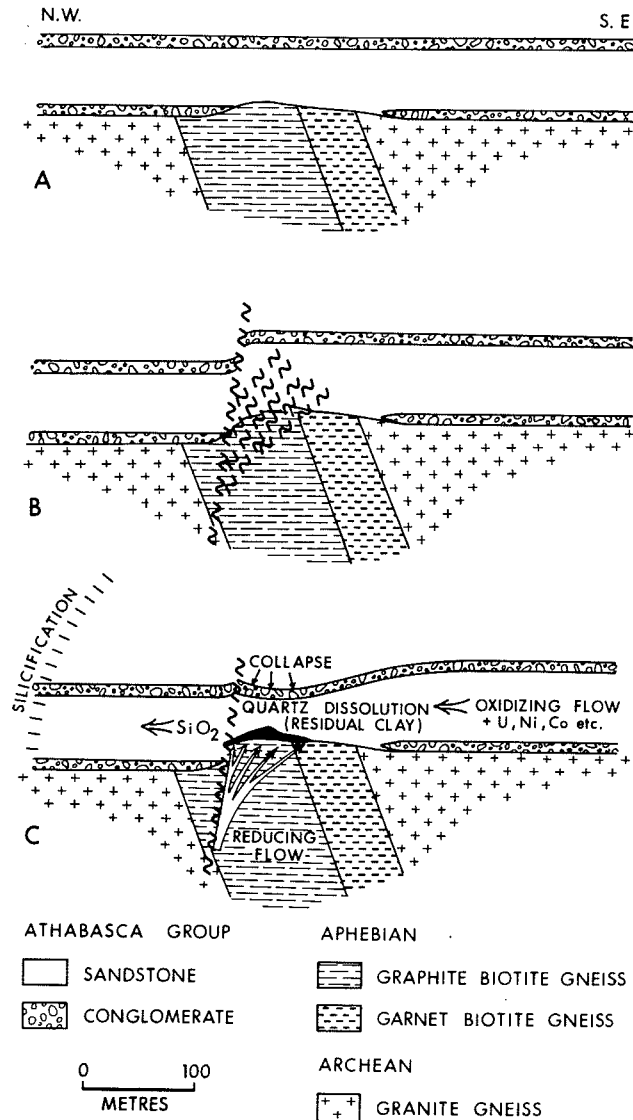 N.W. S.E
A
B
SILICIFICATION
COLLAPSE
QUARTZ DISSOLUTION
(RESIDUAL CLAY)
OXIDIZING FLOW
+ U, Ni, Co etc.
SiO2
REDUCING
FLOW
C
ATHABASCA GROUP
SANDSTONE
CONGLOMERATE
0 100
METRES
APHEBIAN
GRAPHITE BIOTITE GNEISS
GARNET BIOTITE GNEISS
ARCHEAN
GRANITE GNEISS